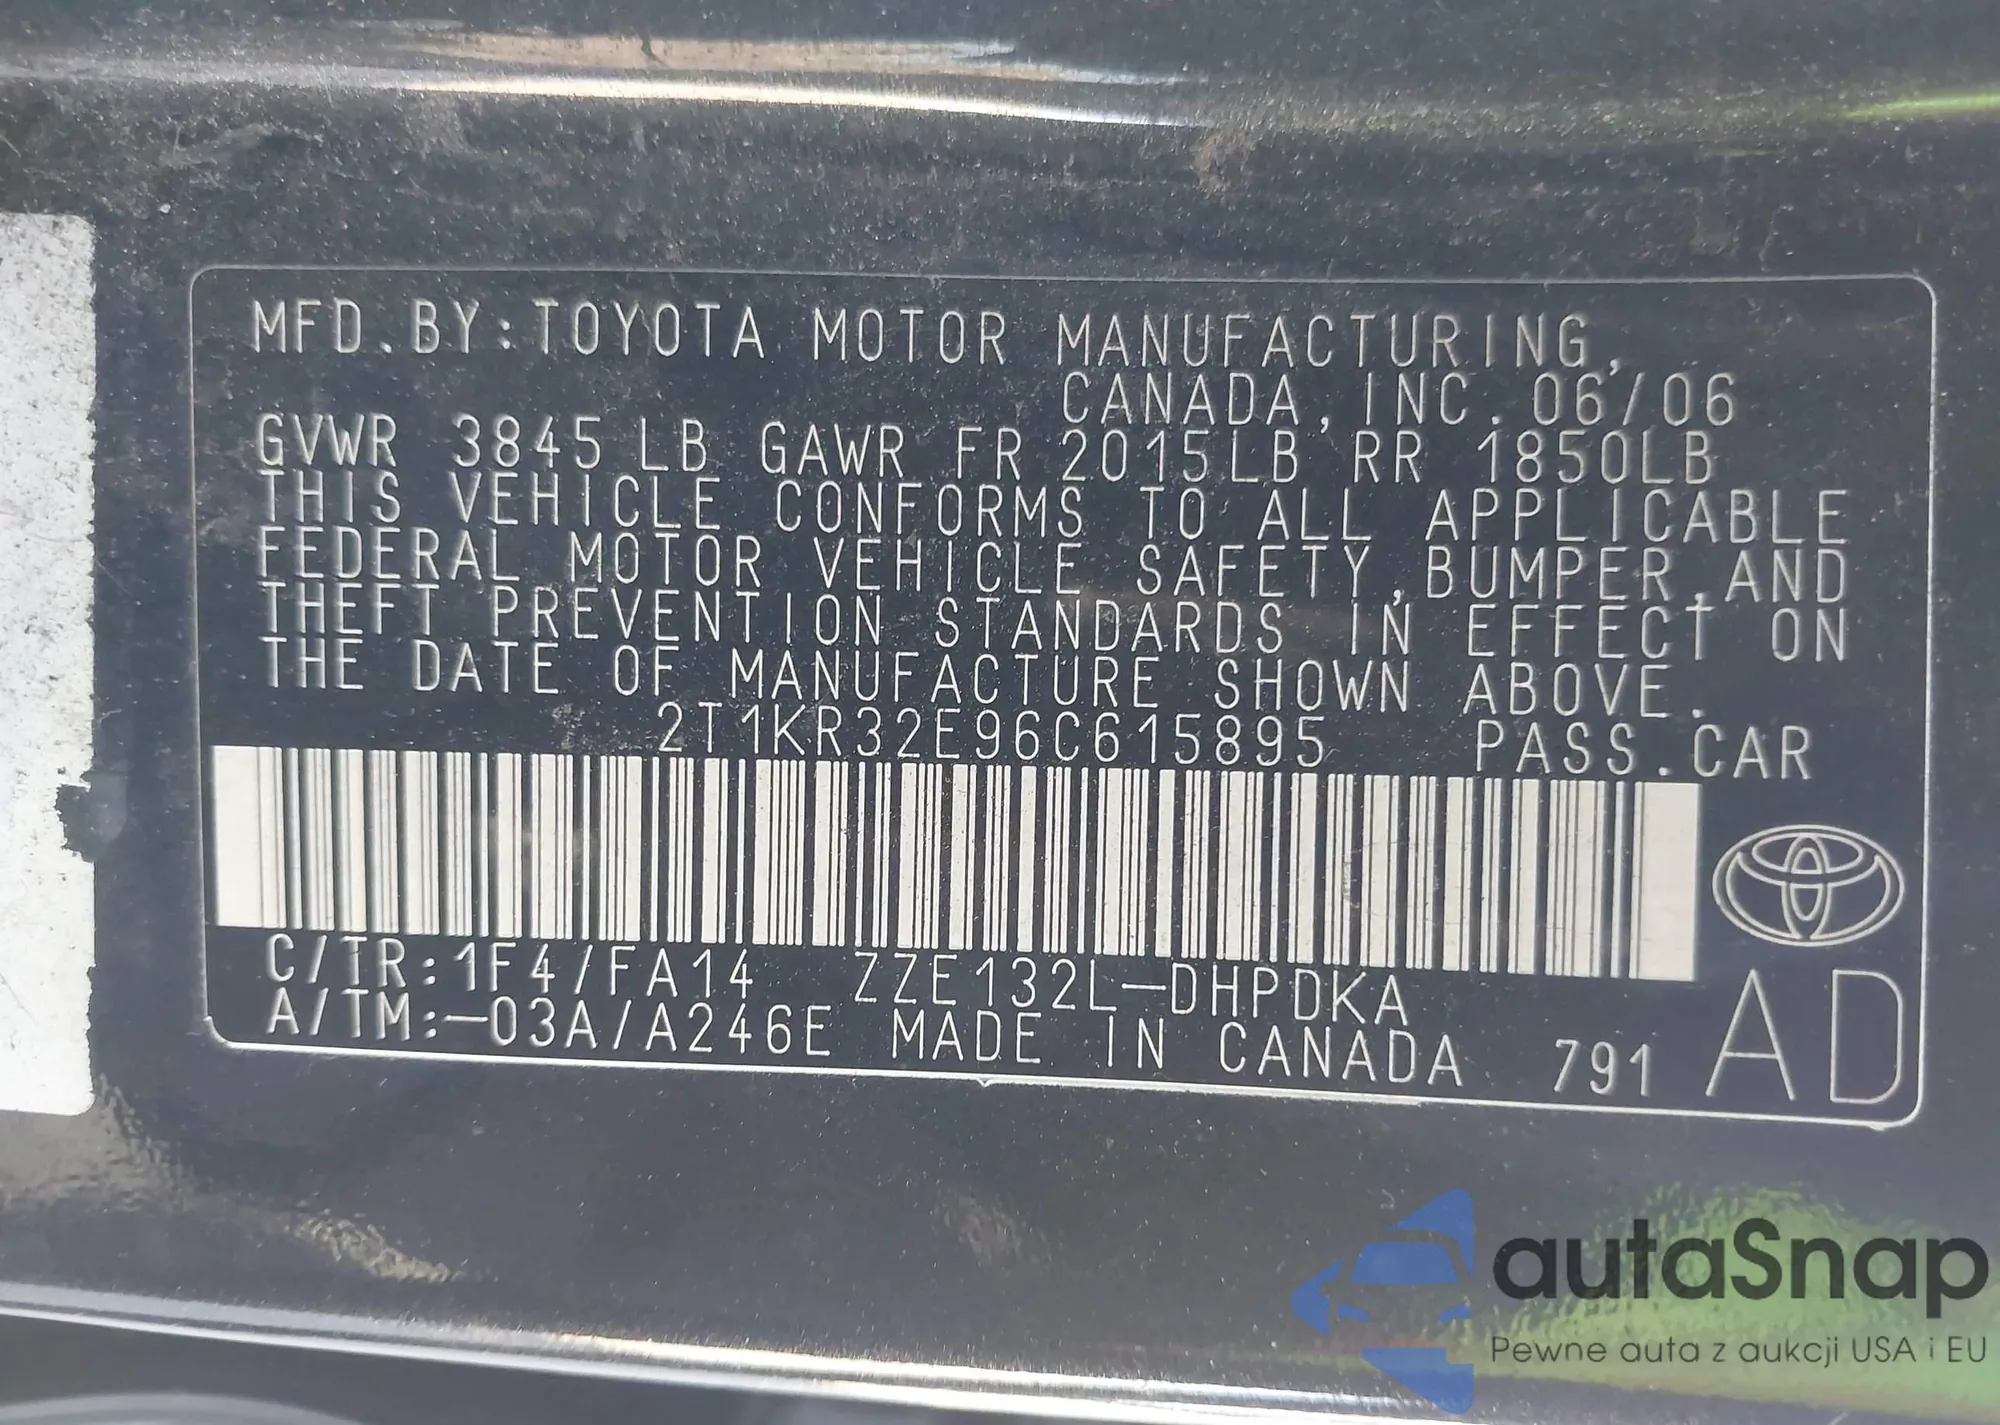 MFD.BY:TOYOTA MOTOR MANUFACTURING,
CANADA,INC. 06/06
GVWR 3845 LB GAWR FR 2015LB RR 1850LB
THIS VEHICLE CONFORMS TO ALL APPLICABLE
FEDERAL MOTOR VEHICLE SAFETY,BUMPER,AND
THEFT PREVENTION STANDARDS IN EFFECT ON
THE DATE OF MANUFACTURE SHOWN ABOVE.
2T1KR32E96C615895 PASS.CAR
C/TR:1F4/FA14 ZZE132L-DHPDKA
A/TM:-03A/A246E MADE IN CANADA 791 AD
autaSnap
Pewne auta z aukcji USA i EU